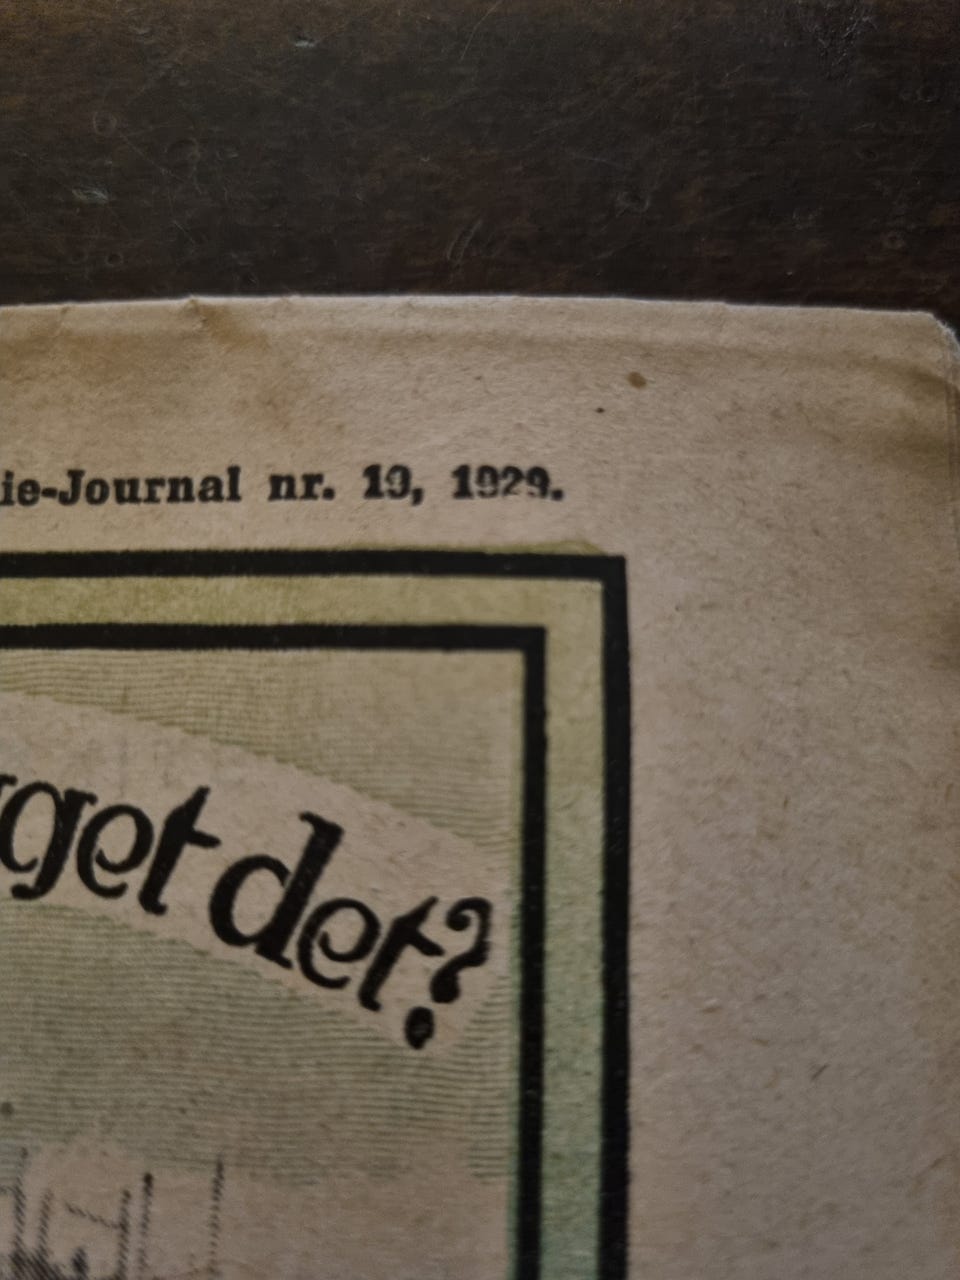 ie-Journal nr. 19, 1929.
get det?